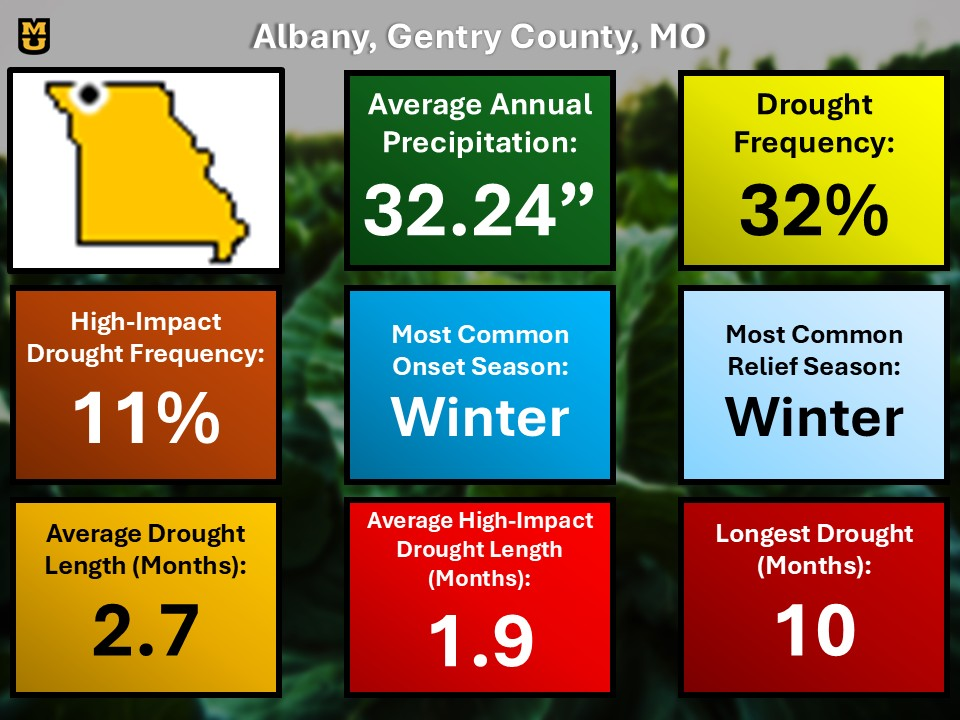 MU
Albany, Gentry County, MO
Average Annual
Precipitation:
32.24”
Drought
Frequency:
32%
High-Impact
Drought Frequency:
11%
Most Common
Onset Season:
Winter
Most Common
Relief Season:
Winter
Average Drought
Length (Months):
2.7
Average High-Impact
Drought Length
(Months):
1.9
Longest Drought
(Months):
10